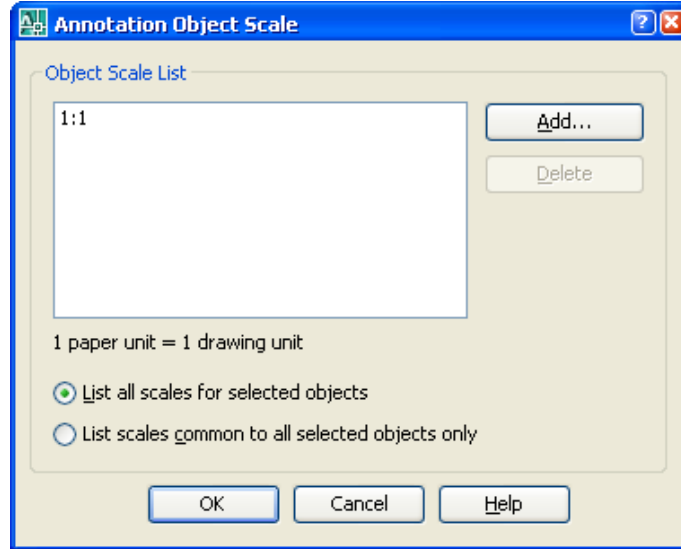 Annotation Object Scale
Object Scale List
1:1
Add...
Delete
1 paper unit = 1 drawing unit
List all scales for selected objects
List scales common to all selected objects only
OK Cancel Help